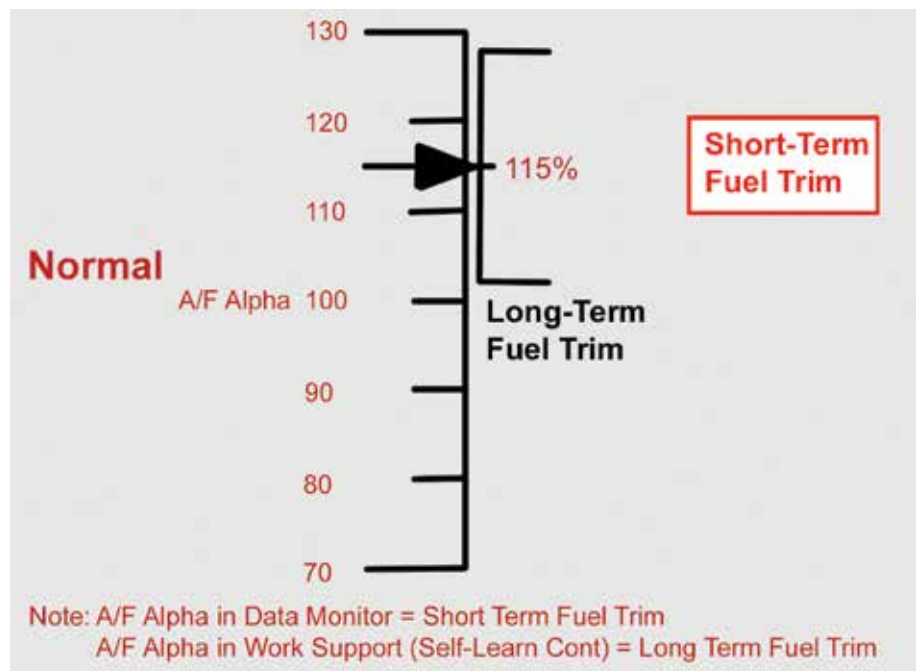 130
120
Short-Term
Fuel Trim
115%
110
Normal
A/F Alpha 100
Long-Term
Fuel Trim
90
80
70
Note: A/F Alpha in Data Monitor = Short Term Fuel Trim
A/F Alpha in Work Support (Self-Learn Cont) = Long Term Fuel Trim